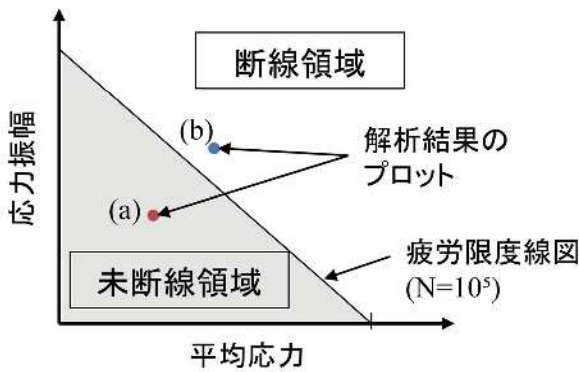 断線領域
(b)
解析結果の
プロット
応力振幅
(a)
疲労限度線図
(N=10⁵)
未断線領域
平均応力